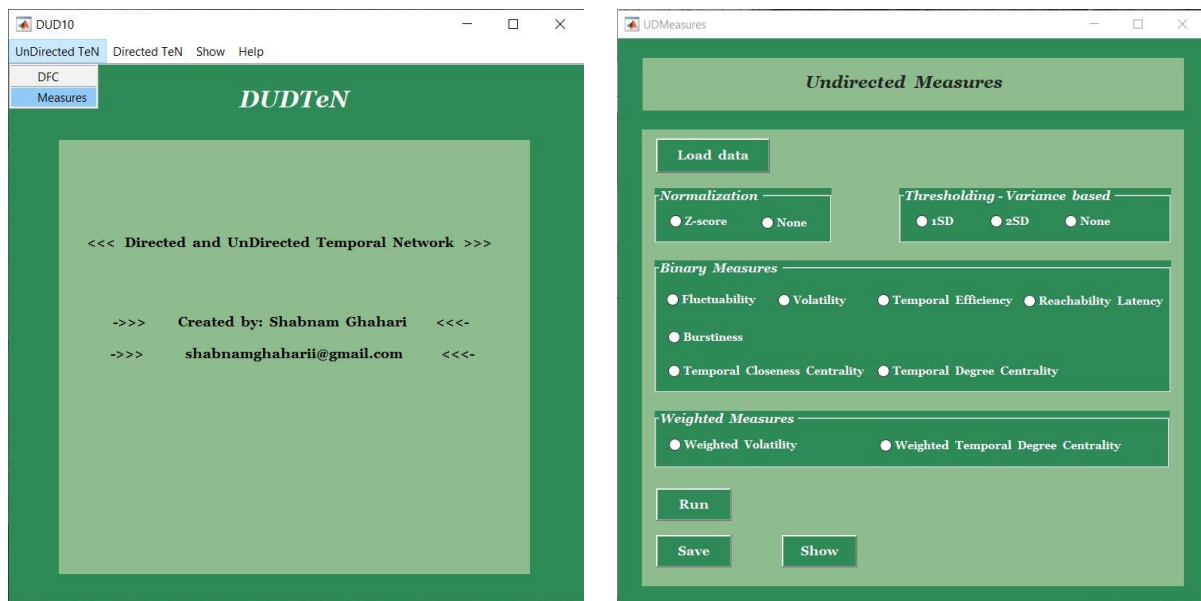 DUD10
UnDirected TeN Directed TeN Show Help
DFC
Measures
DUDTeN
<<< Directed and UnDirected Temporal Network >>>
->>> Created by: Shabnam Ghahari <<<-
->>> shabnamghaharii@gmail.com <<<-
UDMeasures
Undirected Measures
Load data
Normalization
Z-score None
Thresholding - Variance based
1SD 2SD None
Binary Measures
Fluctuability Volatility Temporal Efficiency Reachability Latency
Burstiness
Temporal Closeness Centrality Temporal Degree Centrality
Weighted Measures
Weighted Volatility Weighted Temporal Degree Centrality
Run
Save Show